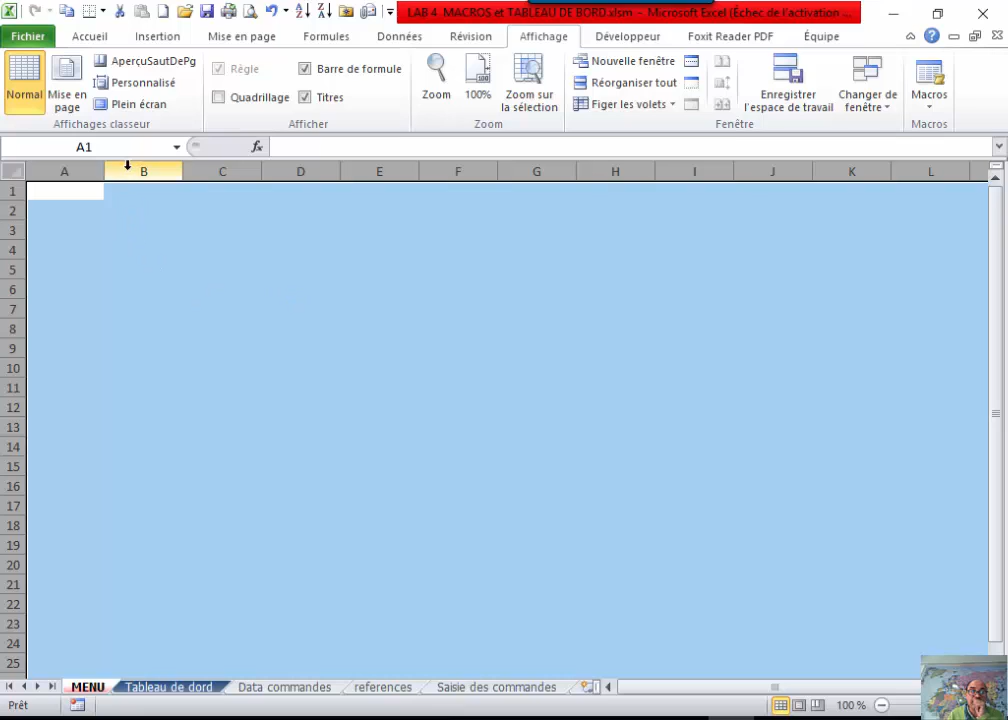 LAB 4 MACROS et TABLEAU DE BORD.xlsm - Microsoft Excel (Échec de l'activation ...
Fichier Accueil Insertion Mise en page Formules Données Révision Affichage Développeur Foxit Reader PDF Équipe
Normal
Mise en page
AperçuSautDePg
Personnalisé
Plein écran
Affichages classeur
Règle
Quadrillage
Barre de formule
Titres
Afficher
Zoom
100%
Zoom sur la sélection
Zoom
Nouvelle fenêtre
Réorganiser tout
Figer les volets
Enregistrer l'espace de travail
Changer de fenêtre
Fenêtre
Macros
Macros
A1
fx
A B C D E F G H I J K L
1
2
3
4
5
6
7
8
9
10
11
12
13
14
15
16
17
18
19
20
21
22
23
24
25
MENU Tableau de dord Data commandes references Saisie des commandes
Prêt
100 %